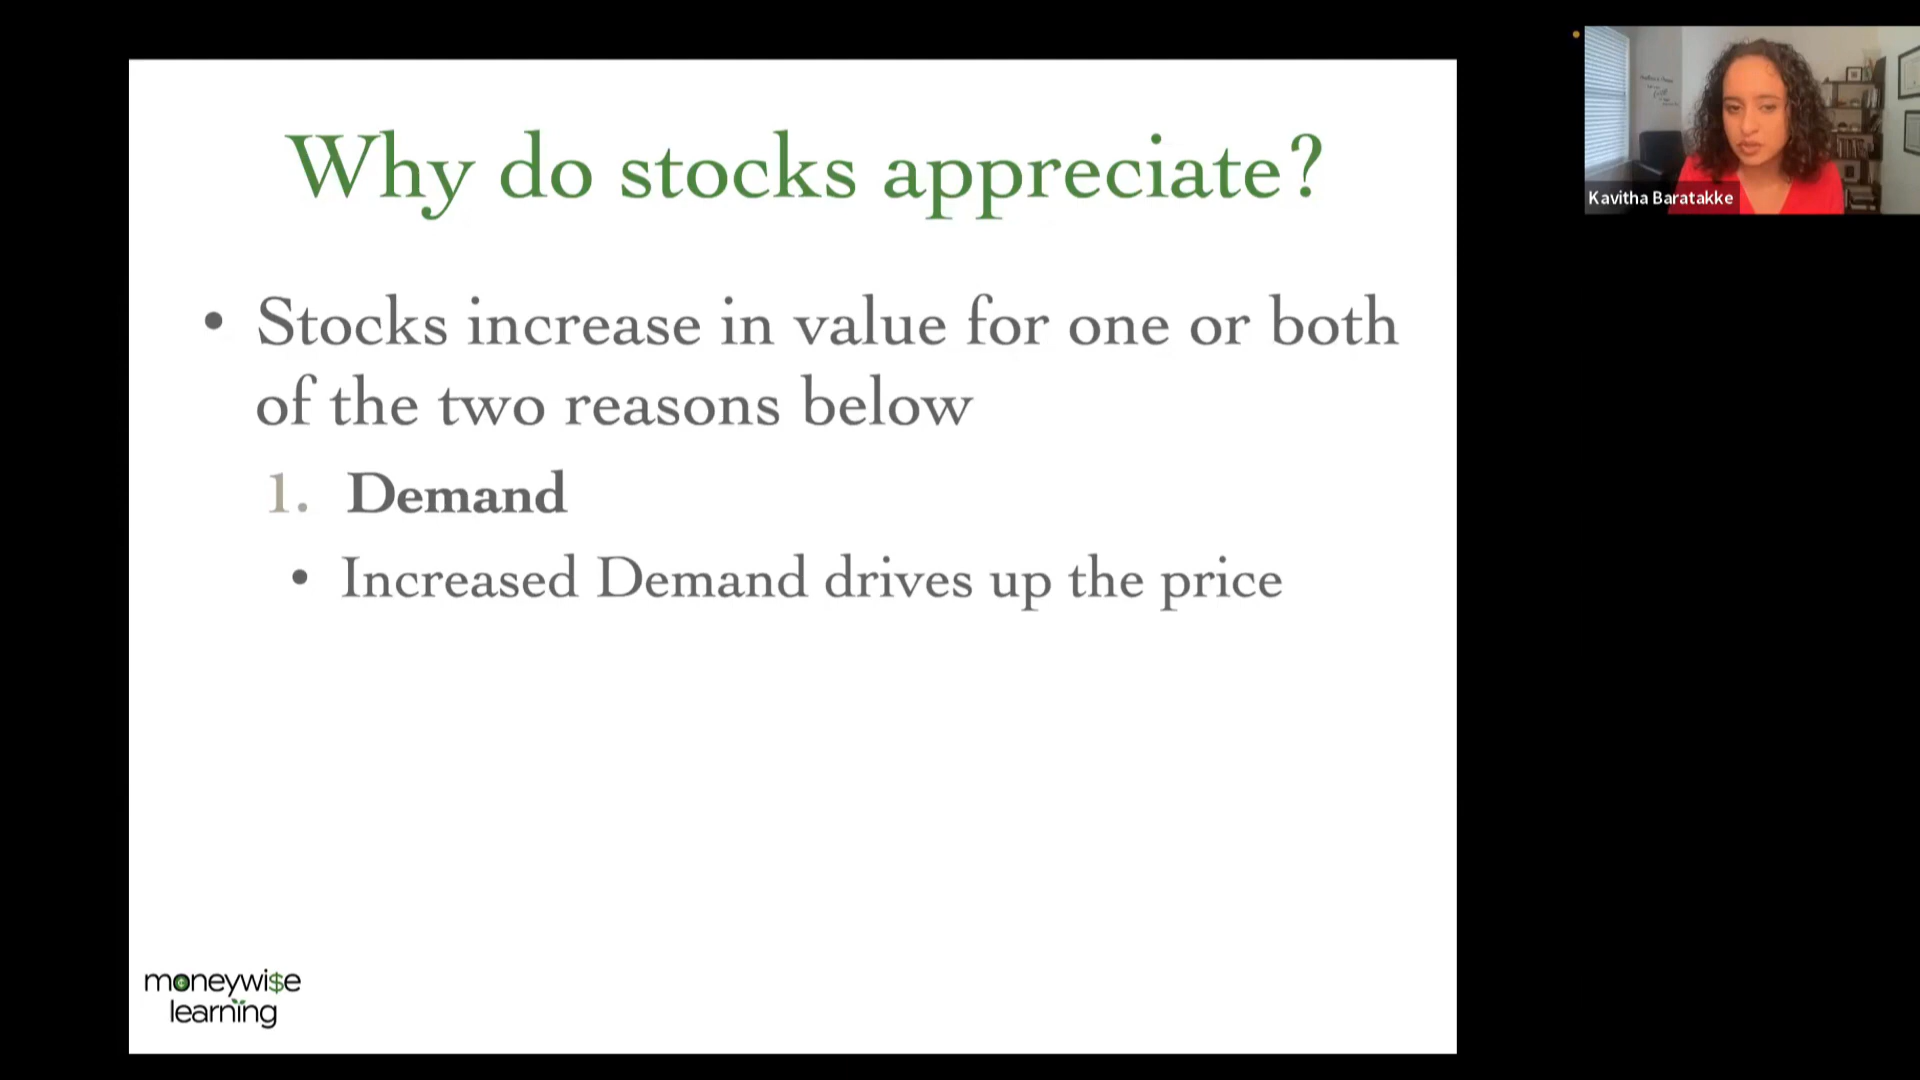 Why do stocks appreciate?
• Stocks increase in value for one or both
of the two reasons below
1. Demand
• Increased Demand drives up the price
moneywi$e
learning
Kavitha Baratakke